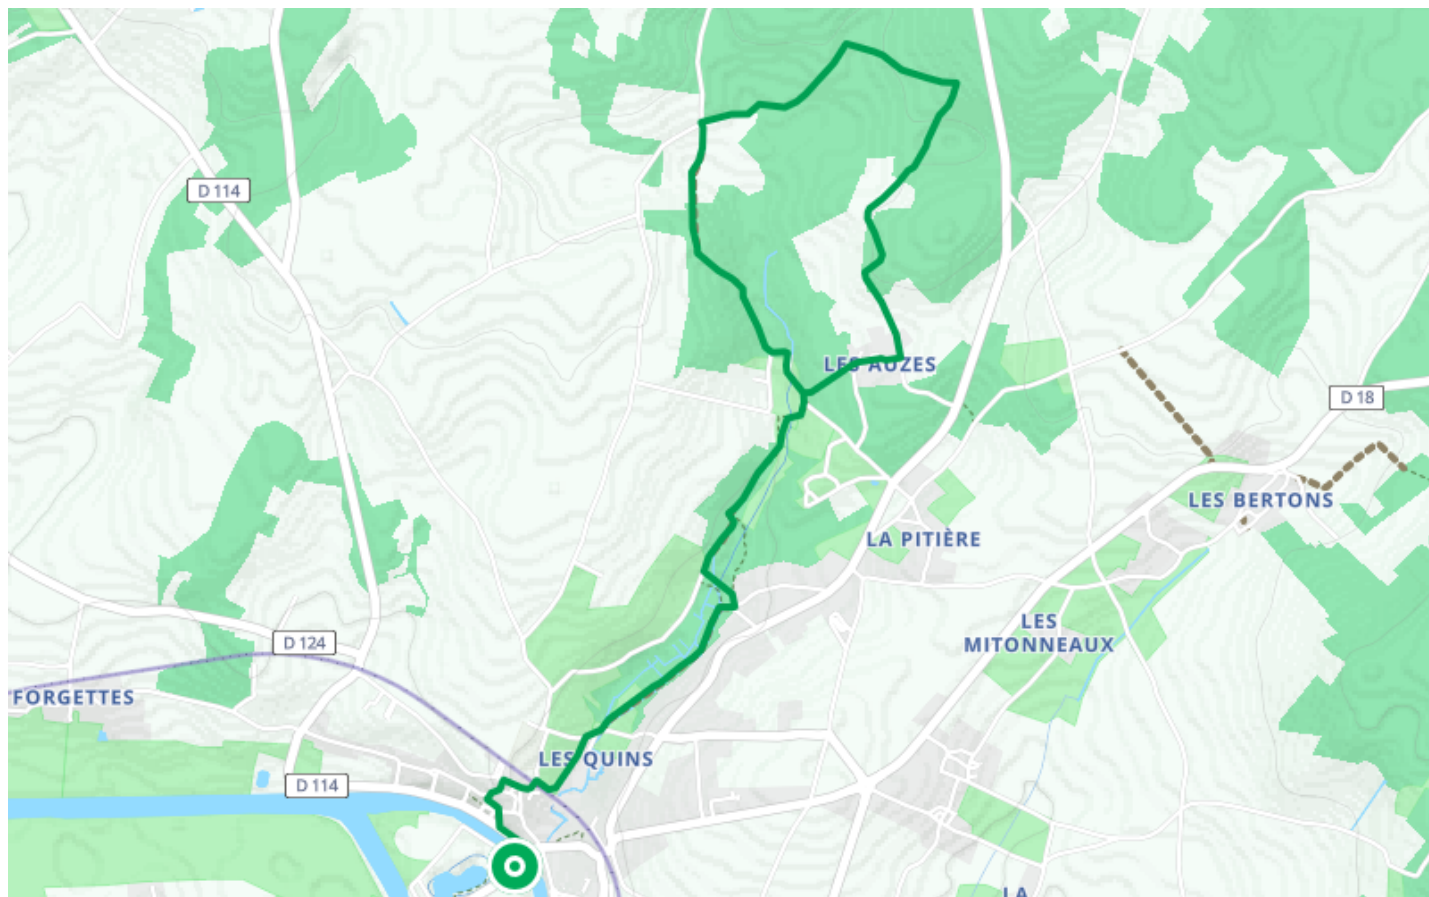 D 114
LES AUZES
D 18
LES BERTONS
LA PITIÈRE
LES
MITONNEAUX
D 124
FORGETTES
LES QUINS
D 114
LA